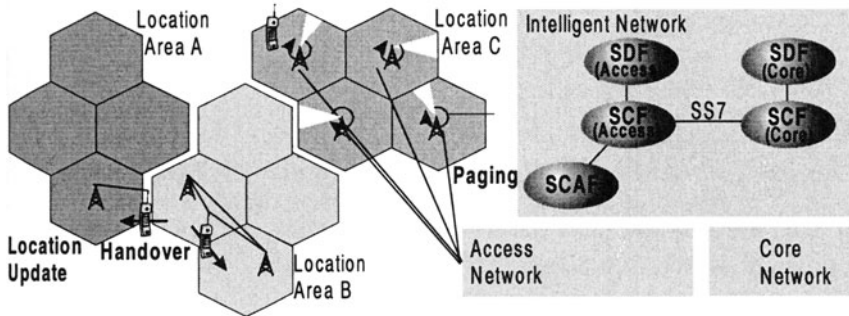 Location
Area A
Location
Area C
Paging
Location
Update
Handover
Location
Area B
Intelligent Network
SDF
(Access)
SDF
(Core)
SCF
(Access)
SS7
SCF
(Core)
SCAF
Access
Network
Core
Network